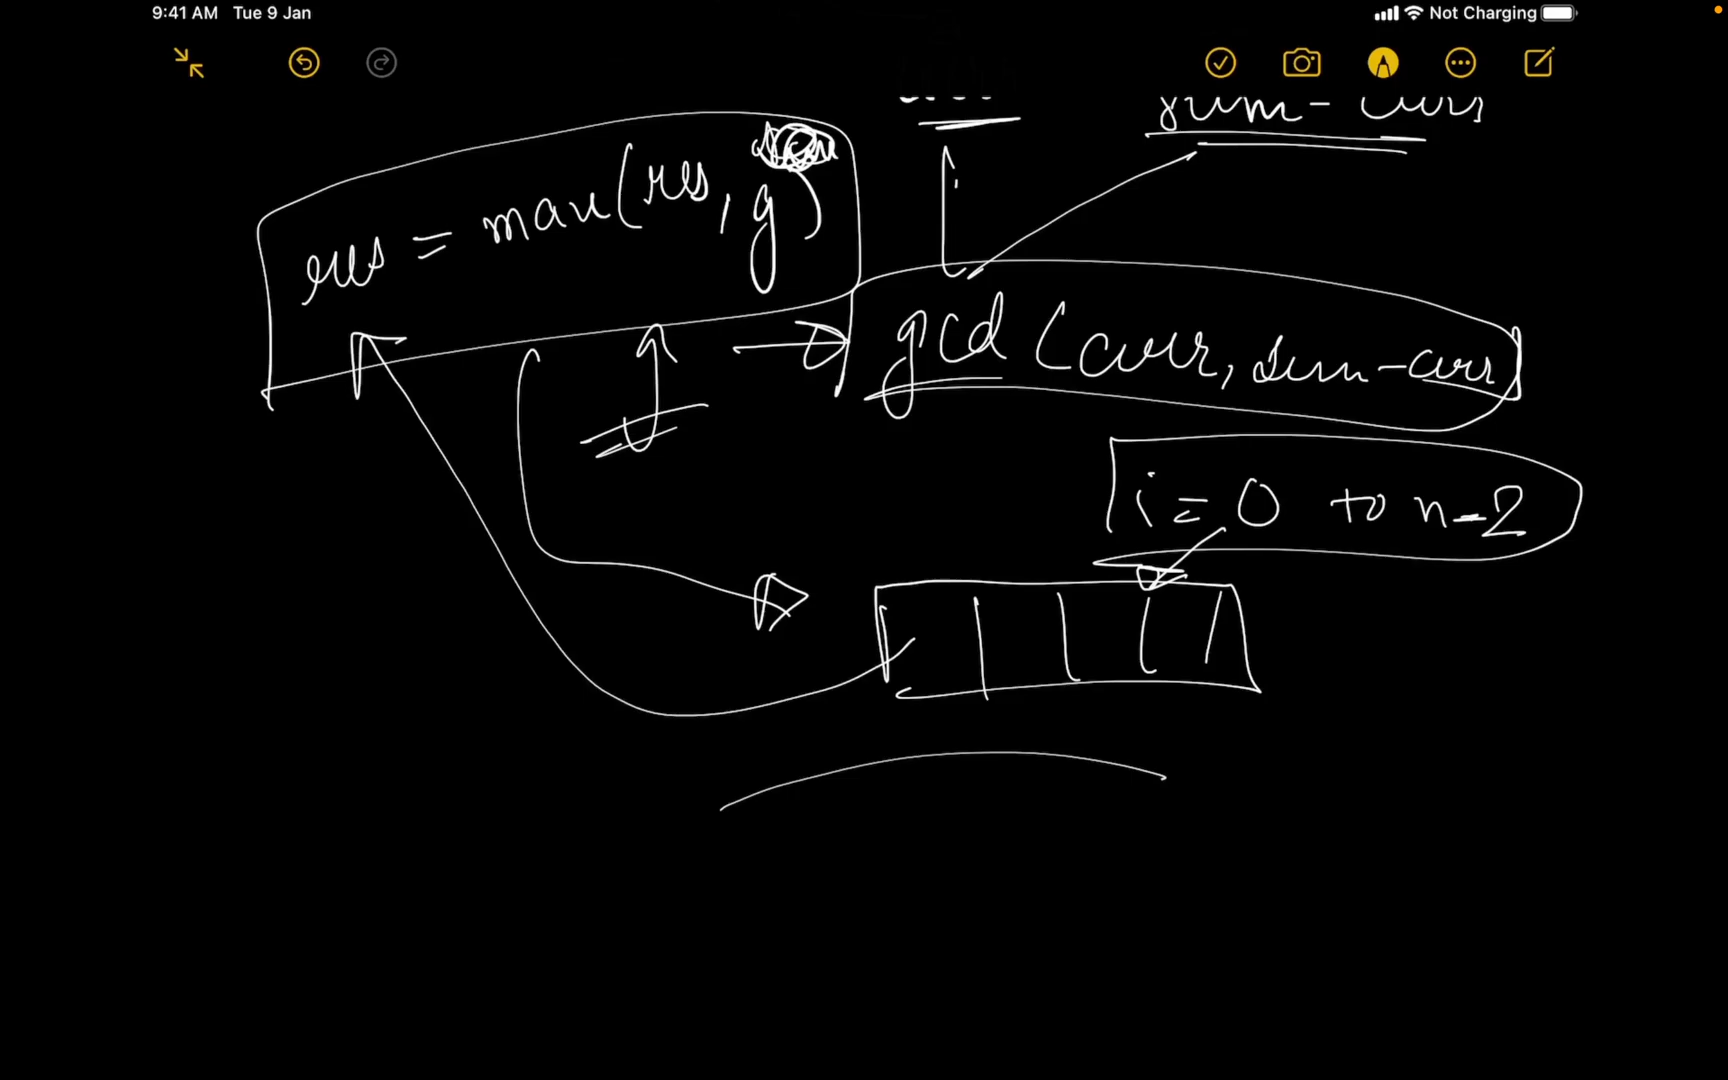 9:41 AM Tue 9 Jan
Not Charging
sum - curr
res = max(res, g)
g → gcd (curr, sum-curr)
i = 0 to n-2